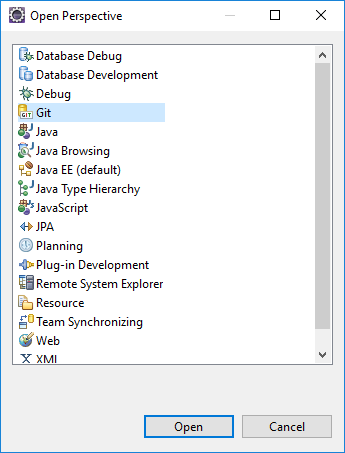 Open Perspective
Database Debug
Database Development
Debug
GIT Git
Java
Java Browsing
Java EE (default)
Java Type Hierarchy
JavaScript
JPA
Planning
Plug-in Development
Remote System Explorer
Resource
Team Synchronizing
Web
XML
Open
Cancel